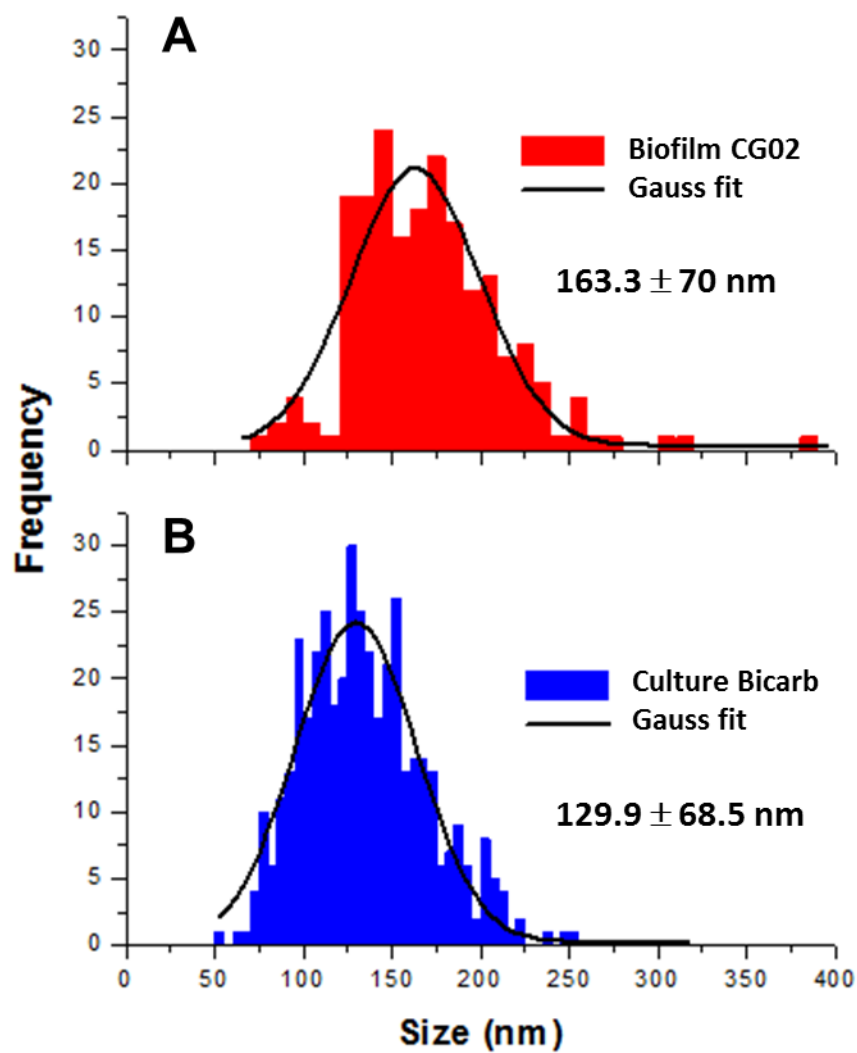 A
30
25
20
15
10
5
0
Biofilm CG02
Gauss fit
163.3 ± 70 nm
Frequency
B
30
25
20
15
10
5
0
Culture Bicarb
Gauss fit
129.9 ± 68.5 nm
0 50 100 150 200 250 300 350 400
Size (nm)